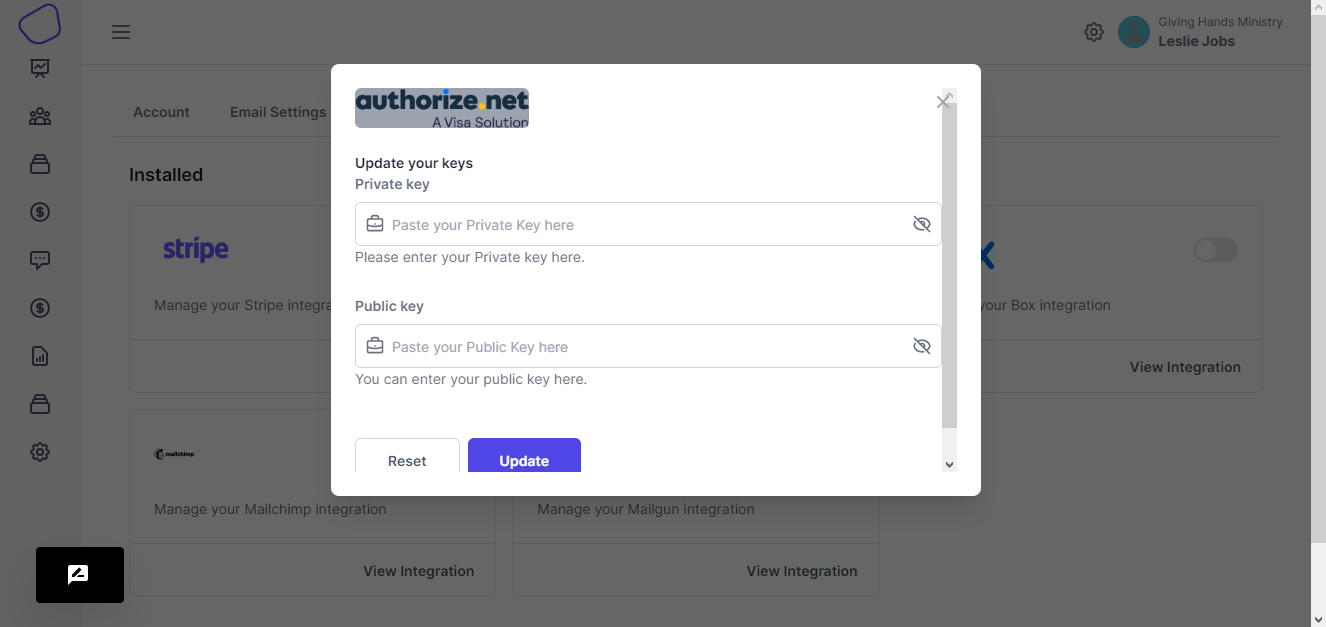 Giving Hands Ministry
Leslie Jobs
Account
Email Settings
authorize.net
A Visa Solution
Update your keys
Private key
Paste your Private Key here
Please enter your Private key here.
Public key
Paste your Public Key here
You can enter your public key here.
Reset
Update
Installed
stripe
Manage your Stripe
your Box integration
View Integration
mailchimp
Manage your Mailchimp integration
View Integration
Manage your Mailgun integration
View Integration